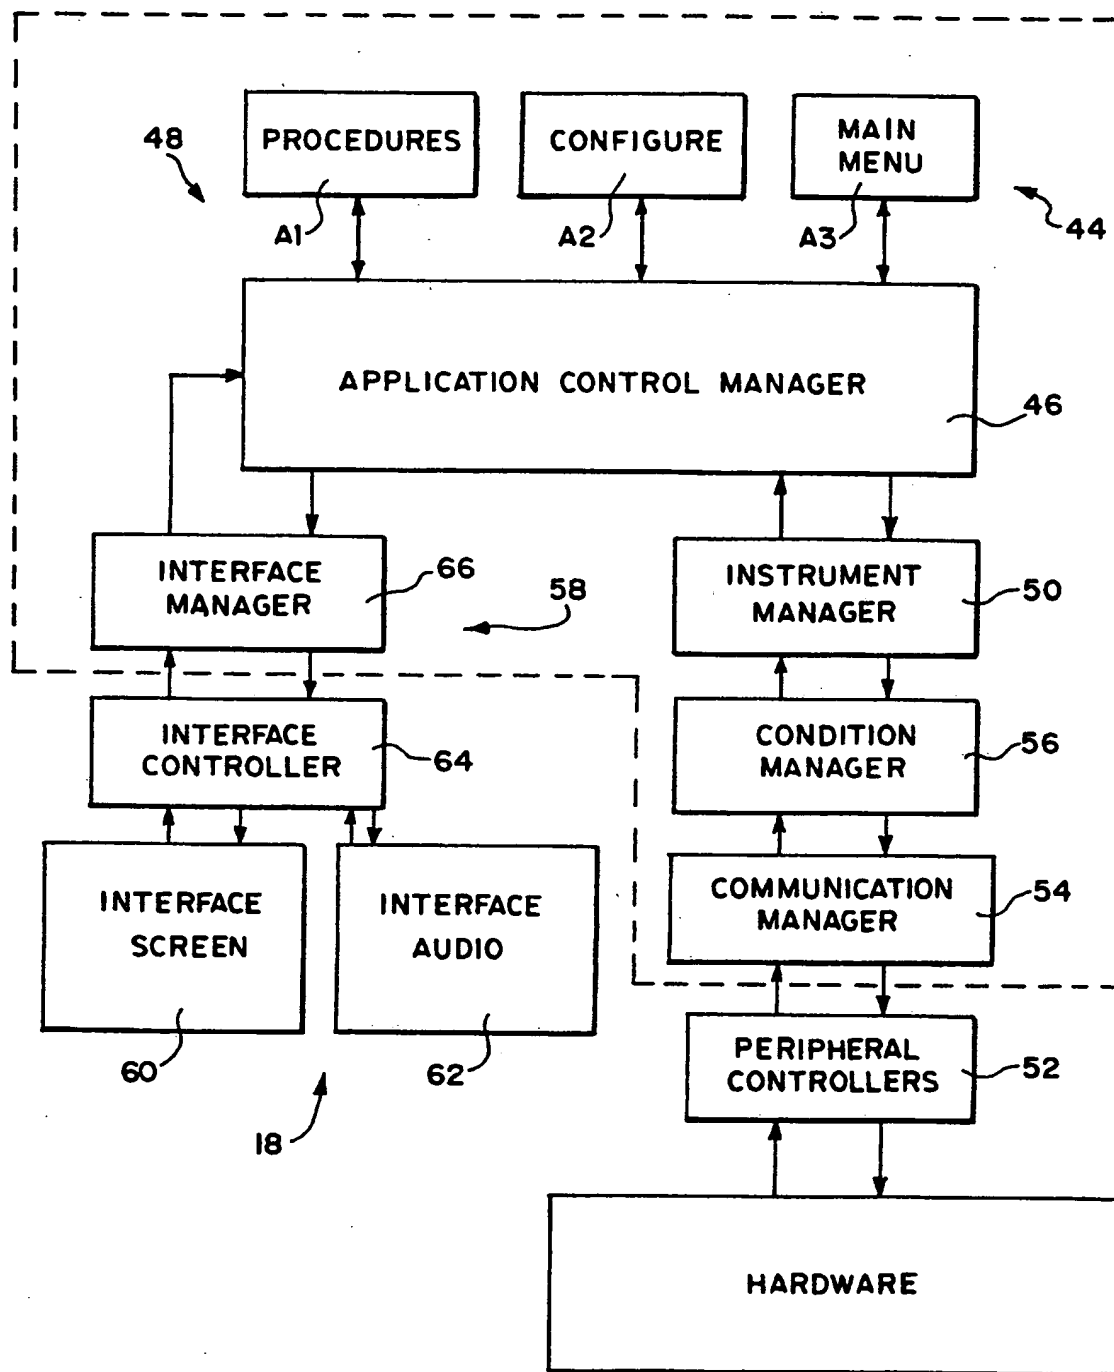 PROCEDURES
CONFIGURE
MAIN
MENU
48
44
A1
A2
A3
APPLICATION CONTROL MANAGER
46
INTERFACE
MANAGER
66
58
INSTRUMENT
MANAGER
50
INTERFACE
CONTROLLER
64
CONDITION
MANAGER
56
INTERFACE
SCREEN
INTERFACE
AUDIO
COMMUNICATION
MANAGER
54
60
62
PERIPHERAL
CONTROLLERS
52
18
HARDWARE